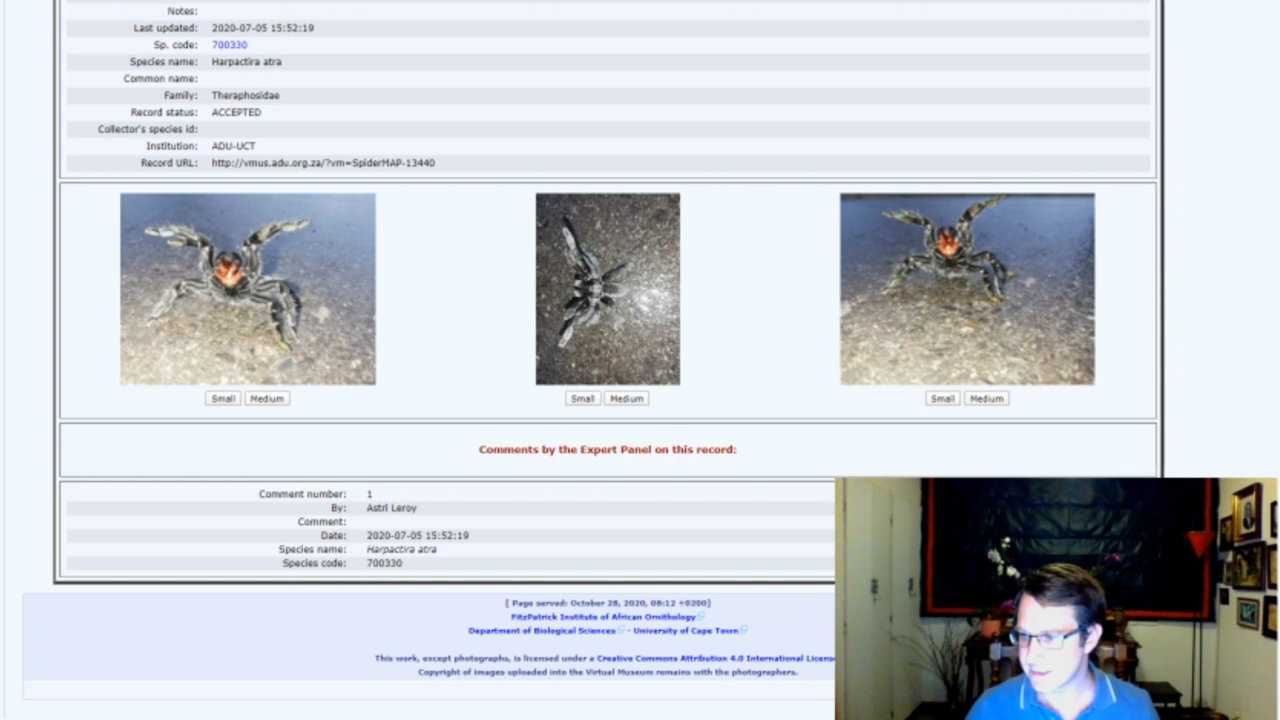 Notes:
Last updated: 2020-07-05 15:52:19
Sp. code: 700330
Species name: Harpactira atra
Common name:
Family: Theraphosidae
Record status: ACCEPTED
Collector's species id:
Institution: ADU-UCT
Record URL: http://vmus.adu.org.za/?vm=SpiderMAP-13440
Small Medium Small Medium Small Medium
Comments by the Expert Panel on this record:
Comment number: 1
By: Astri Leroy
Comment:
Date: 2020-07-05 15:52:19
Species name: Harpactira atra
Species code: 700330
[ Page served: October 28, 2020, 08:12 +0200]
FitzPatrick Institute of African Ornithology
Department of Biological Sciences - University of Cape Town
This work, except photographs, is licensed under a Creative Commons Attribution 4.0 International License
Copyright of images uploaded into the Virtual Museum remains with the photographers.